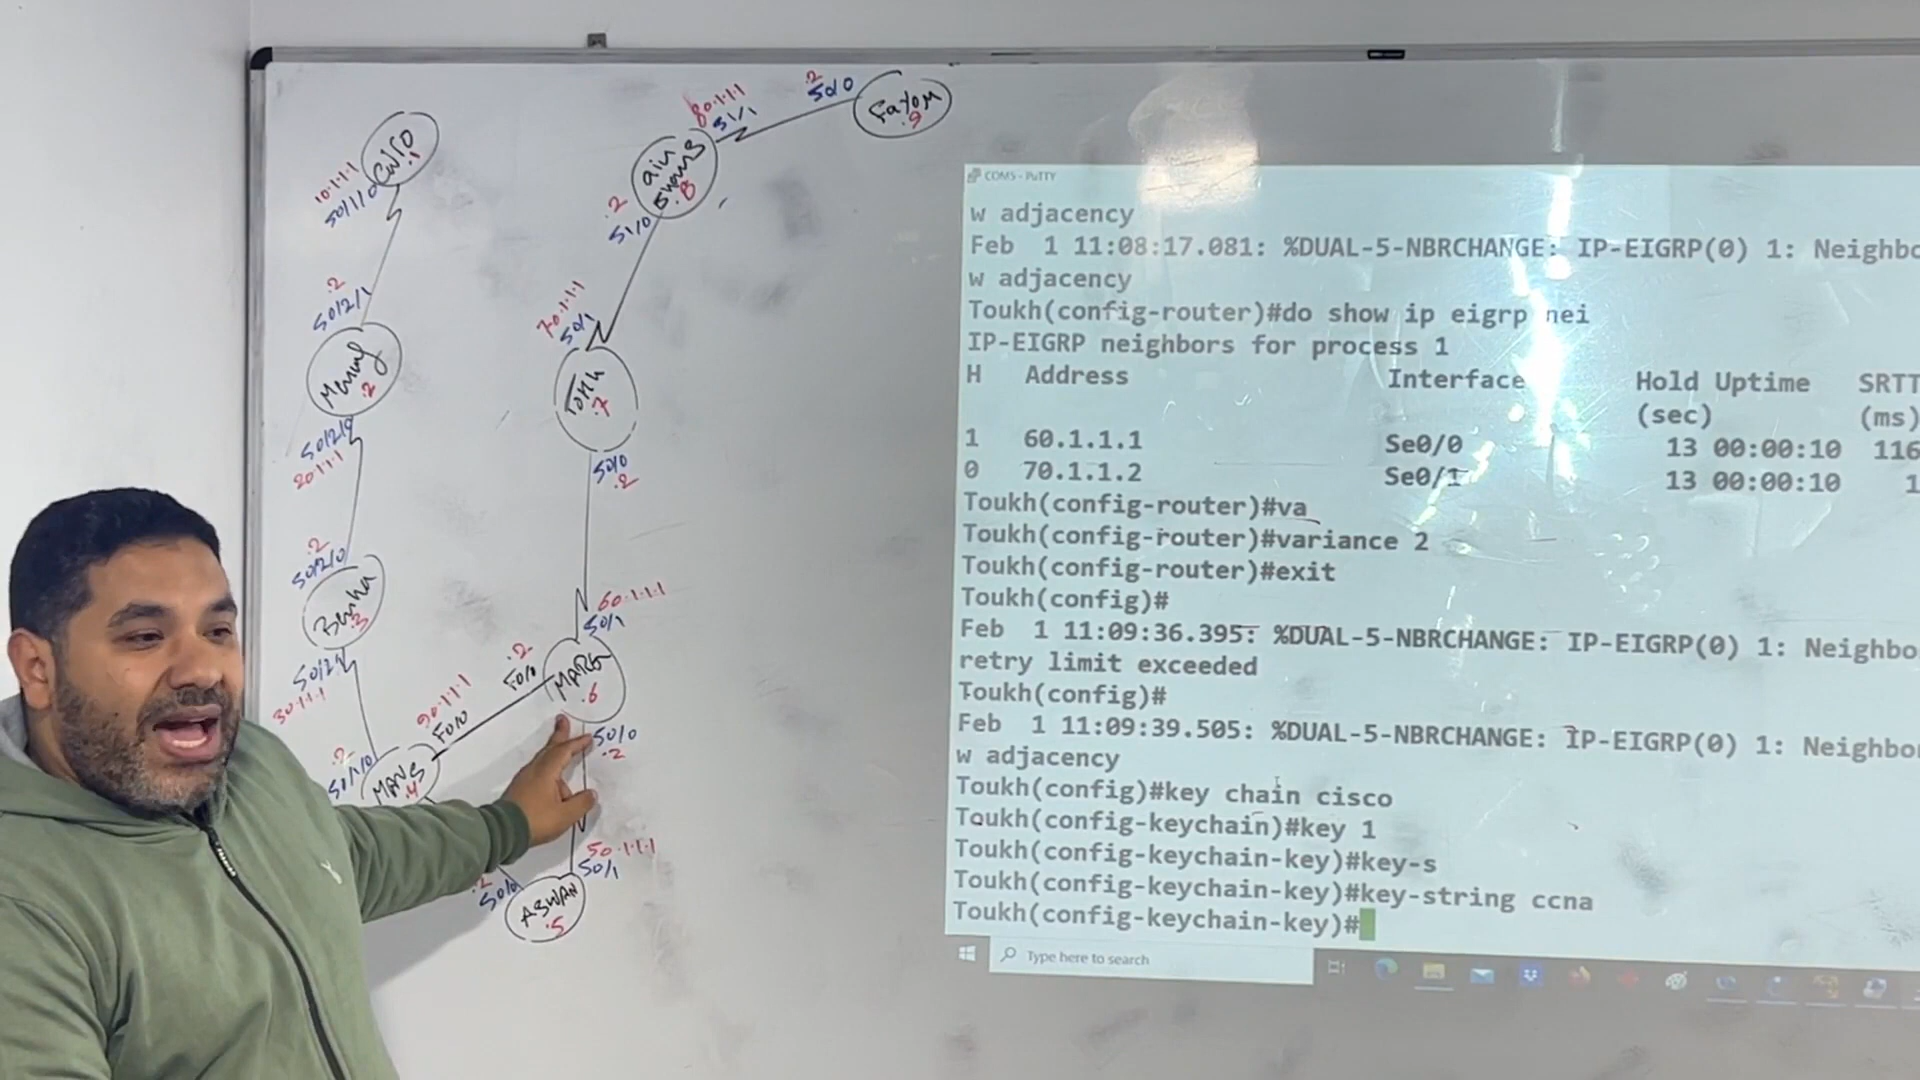 Cairo
.1
10.1.1.1
S0/1/0
.2
S0/2/1
Menuf
.2
S0/2/0
20.1.1.1
.2
S0/2/0
Benha
.3
S0/2/1
30.1.1.1
.2
S0/1/0
MANS
.4
90.1.1.1
F0/0
.2
F0/0
MARG
.6
60.1.1.1
S0/1
S0/0
.2
50.1.1.1
S0/1
ASWAN
.5
.2
S0/0
Toukh
.7
S0/0
.2
70.1.1.1
S0/1
.2
S1/0
ain
shams
.8
80.1.1.1
S1/1
.2
S0/0
Fayom
.9
COM5 - PuTTY
w adjacency
Feb 1 11:08:17.081: %DUAL-5-NBRCHANGE: IP-EIGRP(0) 1: Neighbo
w adjacency
Toukh(config-router)#do show ip eigrp nei
IP-EIGRP neighbors for process 1
H Address Interface Hold Uptime SRTT
(sec) (ms)
1 60.1.1.1 Se0/0 13 00:00:10 116
0 70.1.1.2 Se0/1 13 00:00:10 1
Toukh(config-router)#va
Toukh(config-router)#variance 2
Toukh(config-router)#exit
Toukh(config)#
Feb 1 11:09:36.395: %DUAL-5-NBRCHANGE: IP-EIGRP(0) 1: Neighbo
retry limit exceeded
Toukh(config)#
Feb 1 11:09:39.505: %DUAL-5-NBRCHANGE: IP-EIGRP(0) 1: Neighbo
w adjacency
Toukh(config)#key chain cisco
Toukh(config-keychain)#key 1
Toukh(config-keychain-key)#key-s
Toukh(config-keychain-key)#key-string ccna
Toukh(config-keychain-key)#
Type here to search